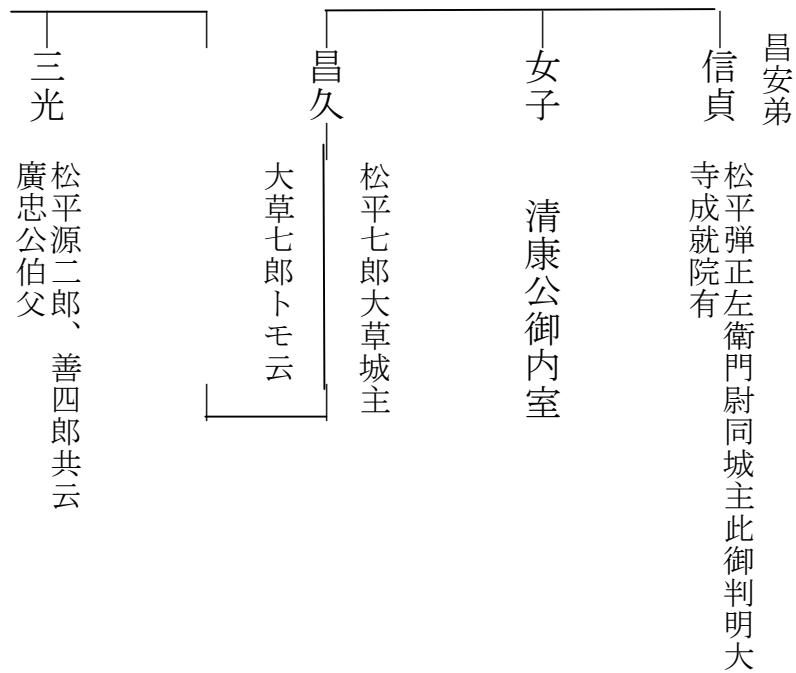 昌安弟
信貞
松平弾正左衛門尉同城主此御判明大
寺成就院有
女子
清康公御内室
昌久
松平七郎大草城主
大草七郎トモ云
三光
松平源二郎、善四郎共云
廣忠公伯父